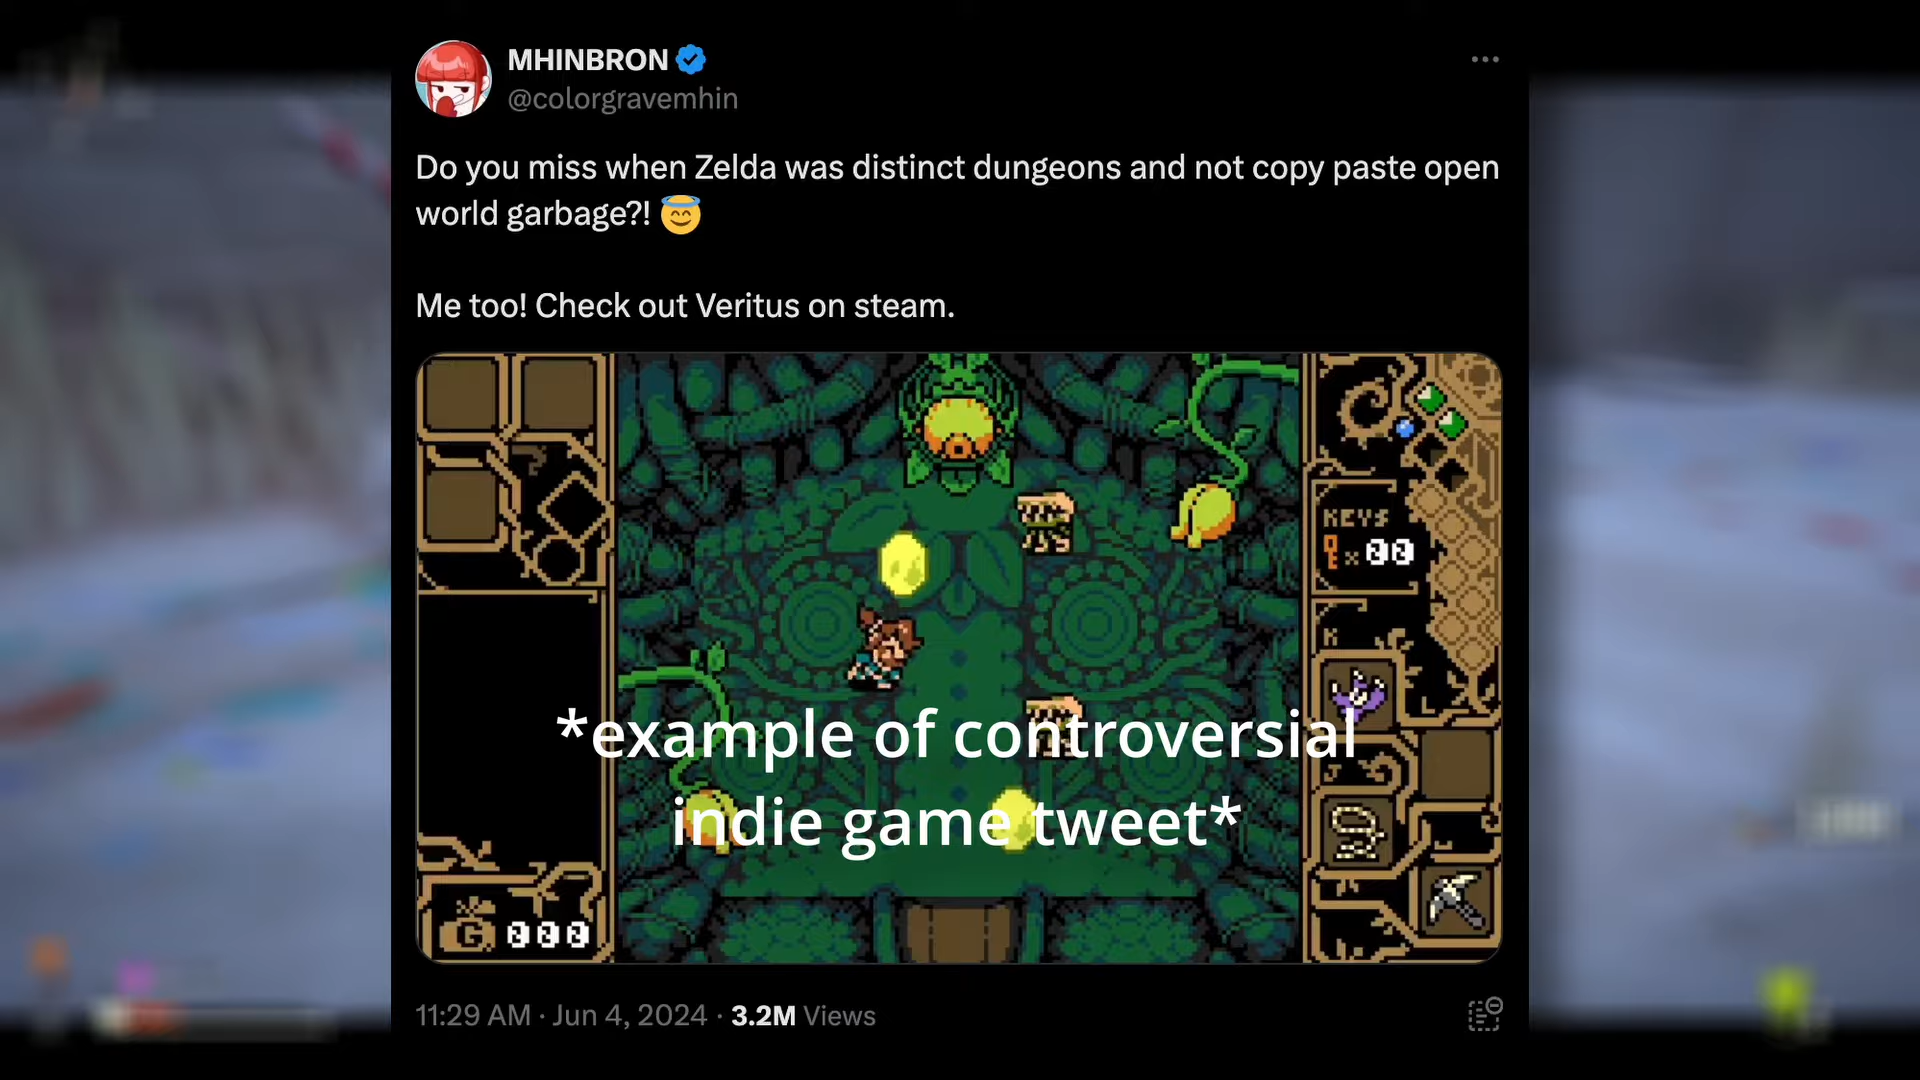 MHINBRON
@colorgravemhin
Do you miss when Zelda was distinct dungeons and not copy paste open
world garbage?! 😇
Me too! Check out Veritus on steam.
KEYS
x00
K
J
G 000
*example of controversial
indie game tweet*
11:29 AM · Jun 4, 2024 · 3.2M Views